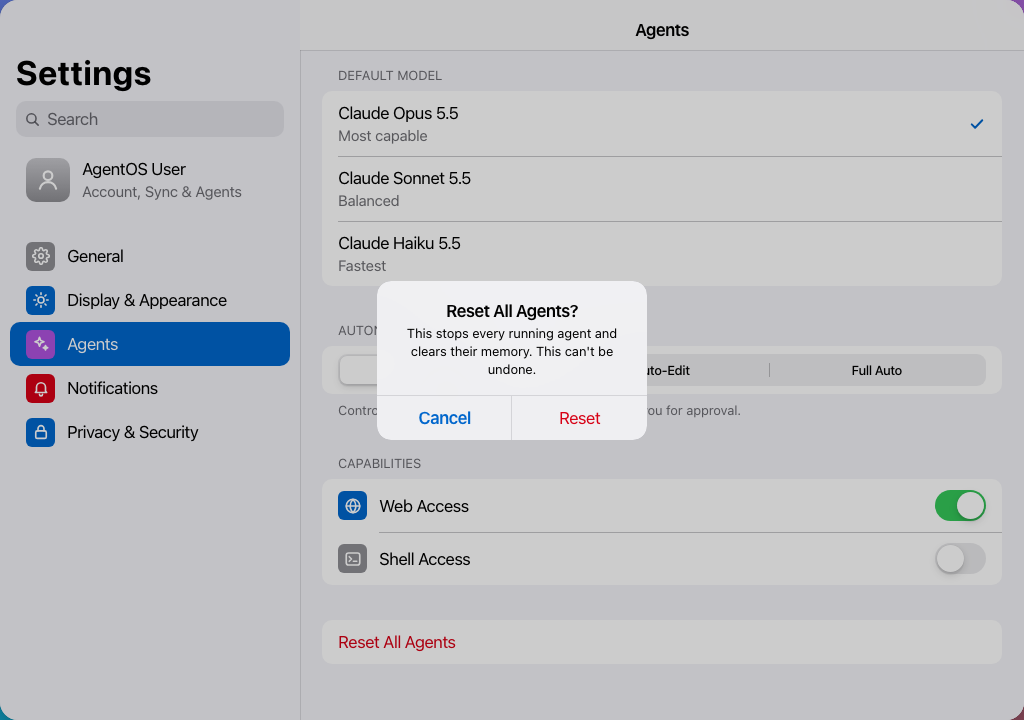 Settings
Search
AgentOS User
Account, Sync & Agents
General
Display & Appearance
Agents
Notifications
Privacy & Security
Agents
DEFAULT MODEL
Claude Opus 5.5
Most capable
Claude Sonnet 5.5
Balanced
Claude Haiku 5.5
Fastest
Full Auto
you for approval.
Reset All Agents?
This stops every running agent and
clears their memory. This can't be
undone.
Cancel
Reset
CAPABILITIES
Web Access
Shell Access
Reset All Agents